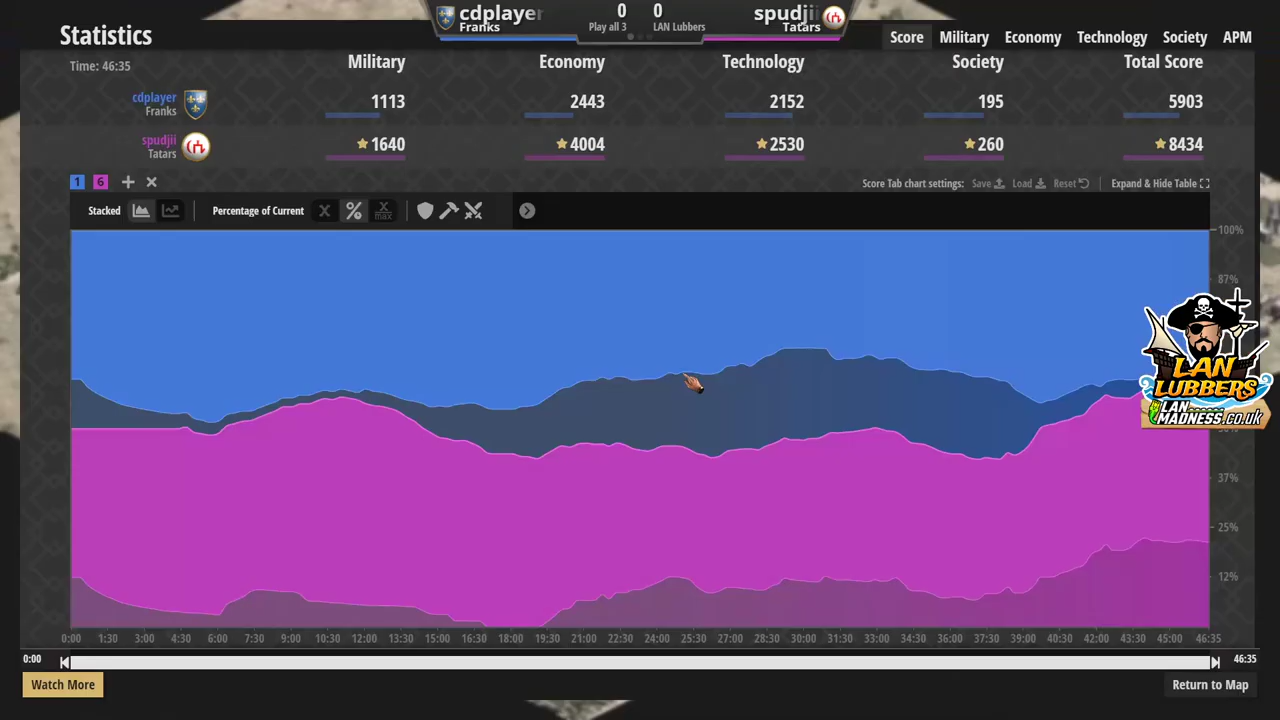 cdplayer 0 0 spudjii
Franks Play all 3 LAN Lubbers Tatars
Statistics
Score Military Economy Technology Society APM
Time: 46:35
Military Economy Technology Society Total Score
cdplayer
Franks
1113 2443 2152 195 5903
spudjii
Tatars
1640 4004 2530 260 8434
1 6
Score Tab chart settings: Save Load Reset Expand & Hide Table
Stacked Percentage of Current X % X max
100%
87%
LAN
LUBBERS
LAN
MADNESS.co.uk
37%
25%
12%
0:00 1:30 3:00 4:30 6:00 7:30 9:00 10:30 12:00 13:30 15:00 16:30 18:00 19:30 21:00 22:30 24:00 25:30 27:00 28:30 30:00 31:30 33:00 34:30 36:00 37:30 39:00 40:30 42:00 43:30 45:00 46:35
0:00 46:35
Watch More Return to Map